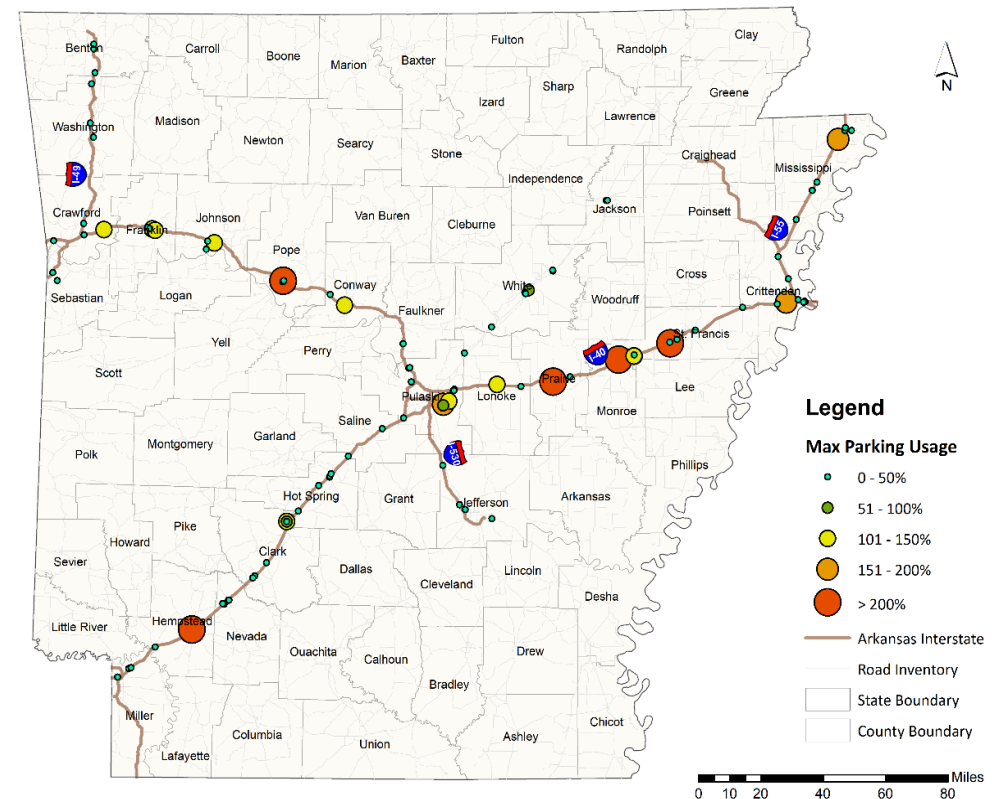 Benton
Carroll
Boone
Marion
Baxter
Fulton
Randolph
Clay
N
Sharp
Izard
Greene
Lawrence
Washington
Madison
Newton
Searcy
Stone
Craighead
Mississippi
I-49
Independence
Crawford
Franklin
Johnson
Van Buren
Cleburne
Jackson
Poinsett
I-55
Pope
Cross
Sebastian
Logan
Conway
White
Woodruff
Crittenden
Faulkner
Yell
Perry
St. Francis
I-40
Scott
Prairie
Lee
Pulaski
Lonoke
Monroe
Saline
Legend
Garland
Montgomery
Polk
Max Parking Usage
I-530
Phillips
0 - 50%
Hot Spring
Grant
Jefferson
Arkansas
51 - 100%
Pike
Howard
101 - 150%
Clark
Sevier
Dallas
Lincoln
151 - 200%
Cleveland
Desha
> 200%
Little River
Hempstead
Nevada
Arkansas Interstate
Ouachita
Calhoun
Drew
Road Inventory
Bradley
State Boundary
Miller
Chicot
County Boundary
Columbia
Union
Ashley
Lafayette
Miles
0 10 20 40 60 80